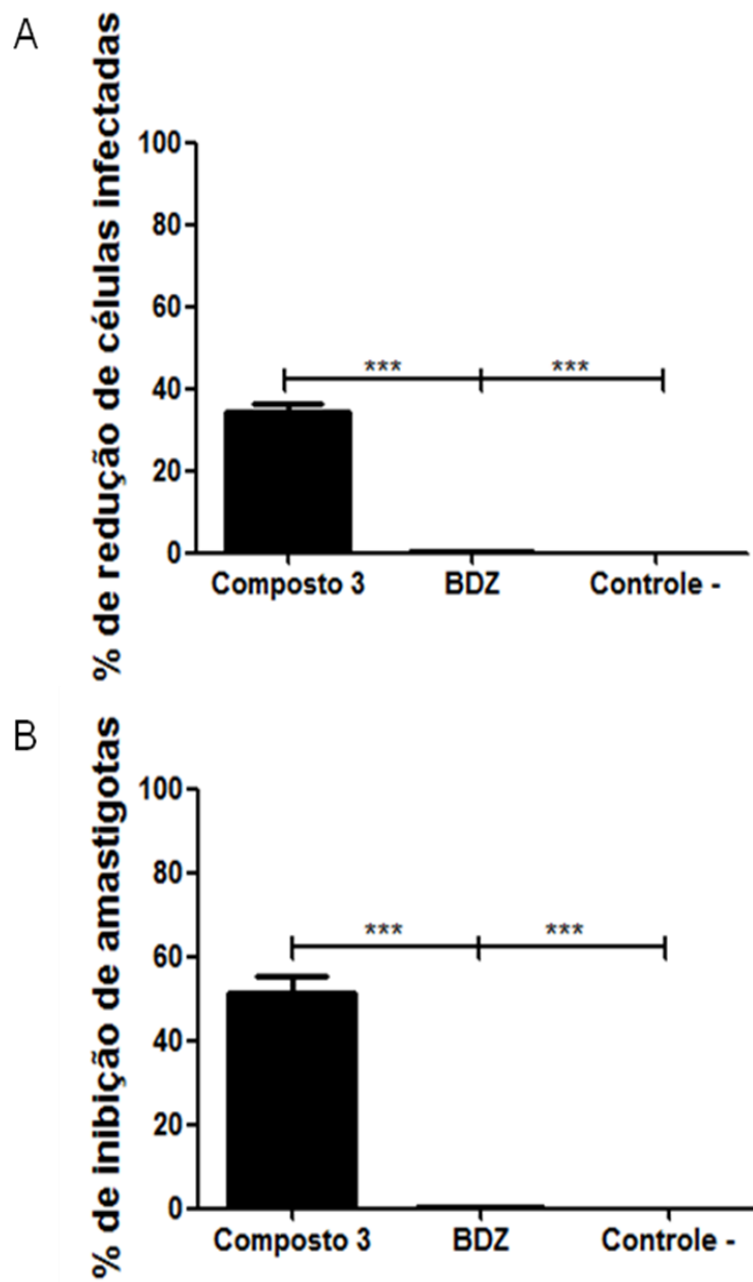 A
% de redução de células infectadas
100
80
60
40
20
0
*** ***
Composto 3 BDZ Controle -
B
% de inibição de amastigotas
100
80
60
40
20
0
*** ***
Composto 3 BDZ Controle -